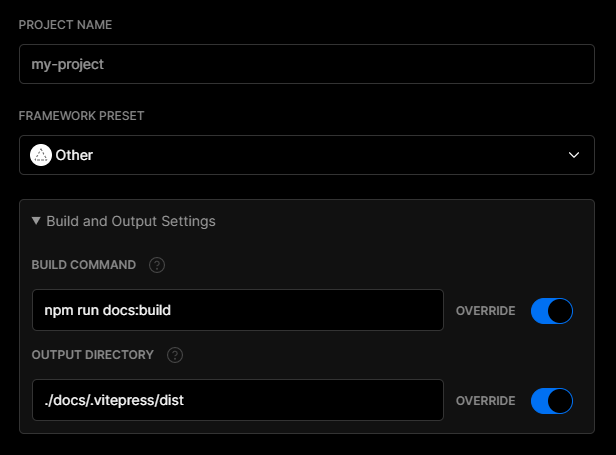 PROJECT NAME
my-project
FRAMEWORK PRESET
Other
Build and Output Settings
BUILD COMMAND ?
npm run docs:build OVERRIDE
OUTPUT DIRECTORY ?
./docs/.vitepress/dist OVERRIDE